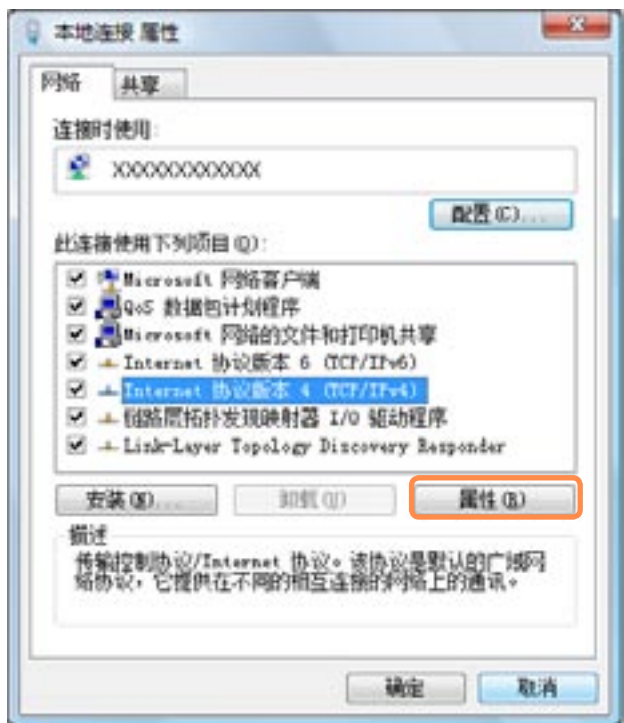 本地连接 属性
网络
共享
连接时使用:
XXXXXXXXXXXX
配置(C)...
此连接使用下列项目(O):
Microsoft 网络客户端
QoS 数据包计划程序
Microsoft 网络的文件和打印机共享
Internet 协议版本 6 (TCP/IPv6)
Internet 协议版本 4 (TCP/IPv4)
链路层拓扑发现映射器 I/O 驱动程序
Link-Layer Topology Discovery Responder
安装(N)...
卸载(U)
属性(R)
描述
传输控制协议/Internet 协议。该协议是默认的广域网
络协议，它提供在不同的相互连接的网络上的通讯。
确定
取消